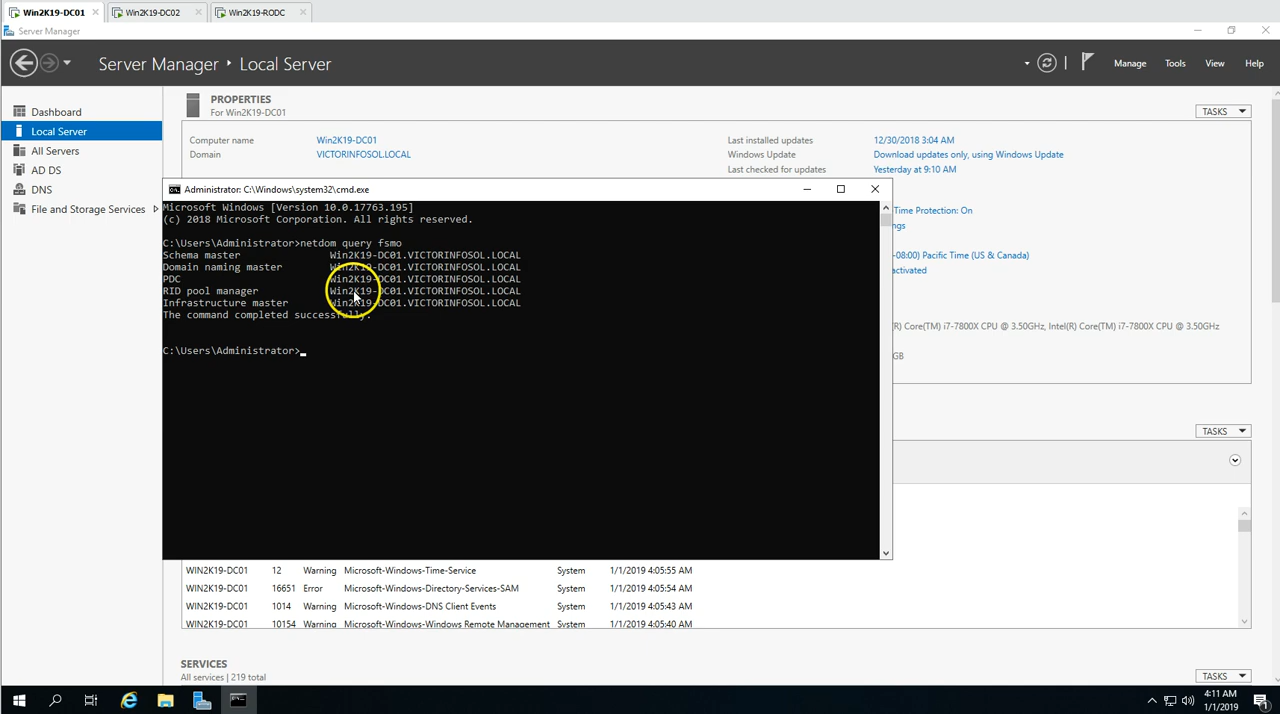 Win2K19-DC01
Win2K19-DC02
Win2K19-RODC
Server Manager
Server Manager
Local Server
Manage
Tools
View
Help
Dashboard
Local Server
All Servers
AD DS
DNS
File and Storage Services
PROPERTIES
For Win2K19-DC01
TASKS
Computer name
Win2K19-DC01
Domain
VICTORINFOSOL.LOCAL
Last installed updates
12/30/2018 3:04 AM
Windows Update
Download updates only, using Windows Update
Last checked for updates
Yesterday at 9:10 AM
Time Protection: On
ngs
-08:00) Pacific Time (US & Canada)
activated
R) Core(TM) i7-7800X CPU @ 3.50GHz, Intel(R) Core(TM) i7-7800X CPU @ 3.50GHz
GB
TASKS
Administrator: C:\Windows\system32\cmd.exe
Microsoft Windows [Version 10.0.17763.195]
(c) 2018 Microsoft Corporation. All rights reserved.
C:\Users\Administrator>netdom query fsmo
Schema master Win2K19-DC01.VICTORINFOSOL.LOCAL
Domain naming master Win2K19-DC01.VICTORINFOSOL.LOCAL
PDC Win2K19-DC01.VICTORINFOSOL.LOCAL
RID pool manager Win2K19-DC01.VICTORINFOSOL.LOCAL
Infrastructure master Win2K19-DC01.VICTORINFOSOL.LOCAL
The command completed successfully.
C:\Users\Administrator>
WIN2K19-DC01 12 Warning Microsoft-Windows-Time-Service System 1/1/2019 4:05:55 AM
WIN2K19-DC01 16651 Error Microsoft-Windows-Directory-Services-SAM System 1/1/2019 4:05:54 AM
WIN2K19-DC01 1014 Warning Microsoft-Windows-DNS Client Events System 1/1/2019 4:05:43 AM
WIN2K19-DC01 10154 Warning Microsoft-Windows-Windows Remote Management System 1/1/2019 4:05:40 AM
SERVICES
All services | 219 total
TASKS
4:11 AM
1/1/2019
1